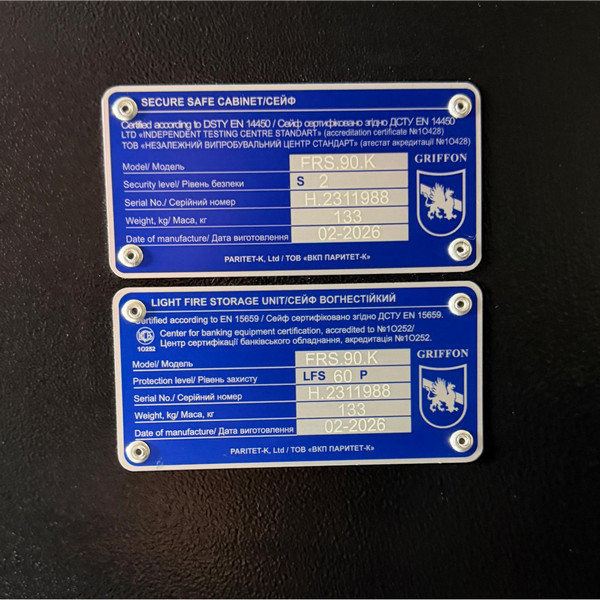 SECURE SAFE CABINET/СЕЙФ
Certified according to DSTY EN 14450 / Сейф сертифіковано згідно ДСТУ EN 14450
LTD «INDEPENDENT TESTING CENTRE STANDART» (accreditation certificate №1O428)
ТОВ «НЕЗАЛЕЖНИЙ ВИПРОБУВАЛЬНИЙ ЦЕНТР СТАНДАРТ» (атестат акредитації №1O428)
Model/ Модель FRS.90.K GRIFFON
Security level/ Рівень безпеки S 2
Serial No./ Серійний номер H.2311988
Weight, kg/ Маса, кг 133
Date of manufacture/ Дата виготовлення 02-2026
PARITET-K, Ltd / ТОВ «ВКП ПАРИТЕТ-К»
LIGHT FIRE STORAGE UNIT/СЕЙФ ВОГНЕСТІЙКИЙ
Certified according to EN 15659 / Сейф сертифіковано згідно ДСТУ EN 15659.
Center for banking equipment certification, accredited to №1O252/
1O252 Центр сертифікації банківського обладнання, акредитація №1O252.
Model/ Модель FRS.90.K GRIFFON
Protection level/ Рівень захисту LFS 60 P
Serial No./ Серійний номер H.2311988
Weight, kg/ Маса, кг 133
Date of manufacture/ Дата виготовлення 02-2026
PARITET-K, Ltd / ТОВ «ВКП ПАРИТЕТ-К»